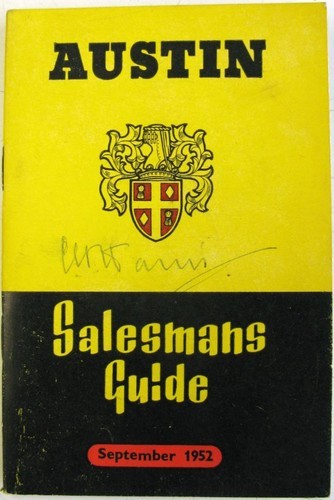 AUSTIN
Salesmans
Guide
September 1952